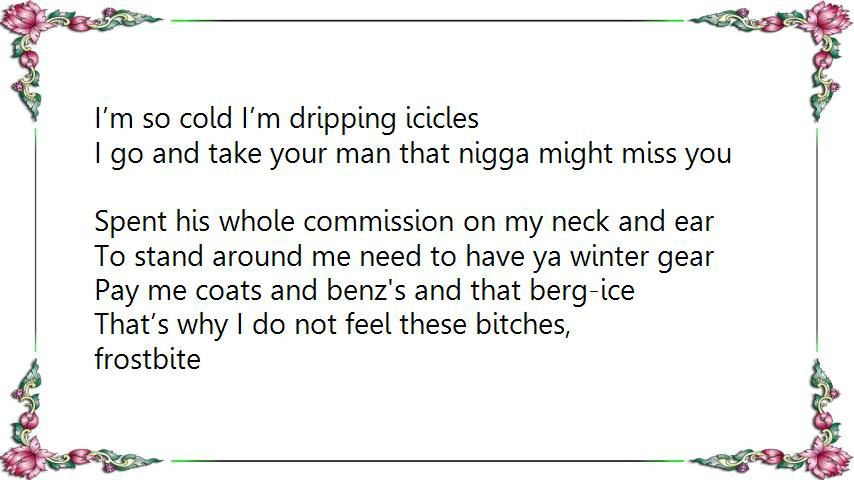 I’m so cold I’m dripping icicles
I go and take your man that nigga might miss you
Spent his whole commission on my neck and ear
To stand around me need to have ya winter gear
Pay me coats and benz's and that berg-ice
That’s why I do not feel these bitches,
frostbite